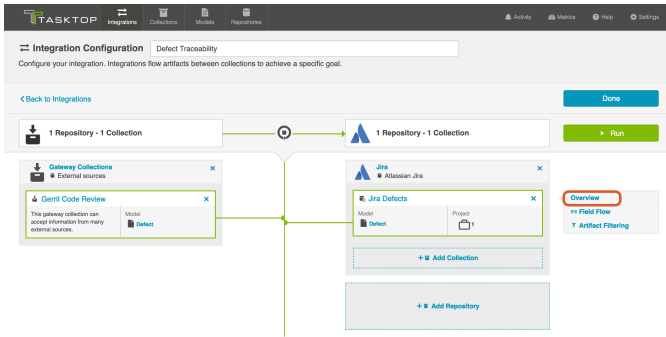 TASKTOP
Integrations
Collections
Models
Repositories
Activity
Metrics
Help
Settings
Integration Configuration
Defect Traceability
Configure your integration. Integrations flow artifacts between collections to achieve a specific goal.
Back to Integrations
Done
1 Repository - 1 Collection
1 Repository - 1 Collection
Run
Gateway Collections
External sources
Gerrit Code Review
This gateway collection can
accept information from many
external sources.
Model
Defect
Jira
Atlassian Jira
Jira Defects
Model
Defect
Project
1
+ Add Collection
+ Add Repository
Overview
Field Flow
Artifact Filtering